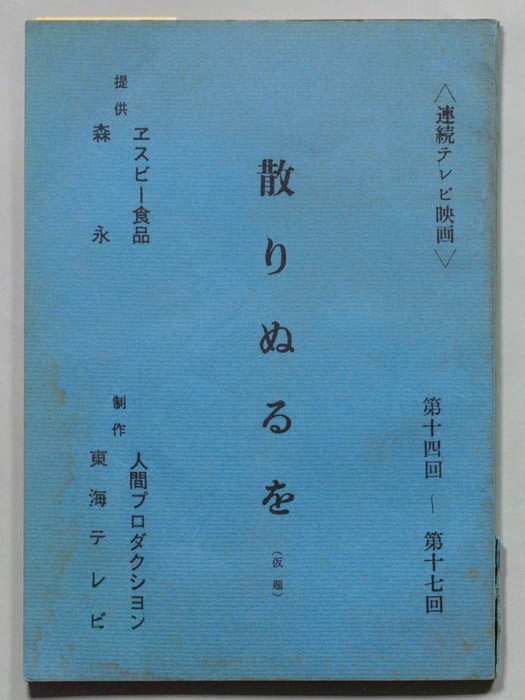 〈連続テレビ映画〉
第十四回 ～ 第十七回
散りぬるを
(仮題)
提供
ヱスビー食品
森永
制作
人間プロダクション
東海テレビ